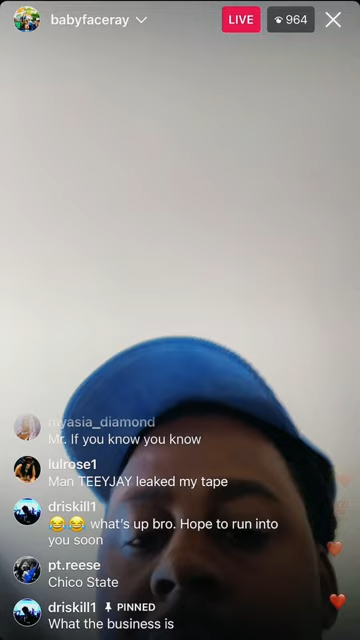 babyfaceray
LIVE
964
myasia_diamond
Mr. If you know you know
lulrose1
Man TEEYJAY leaked my tape
driskill1
😂😂 what's up bro. Hope to run into
you soon
pt.reese
Chico State
driskill1 PINNED
What the business is